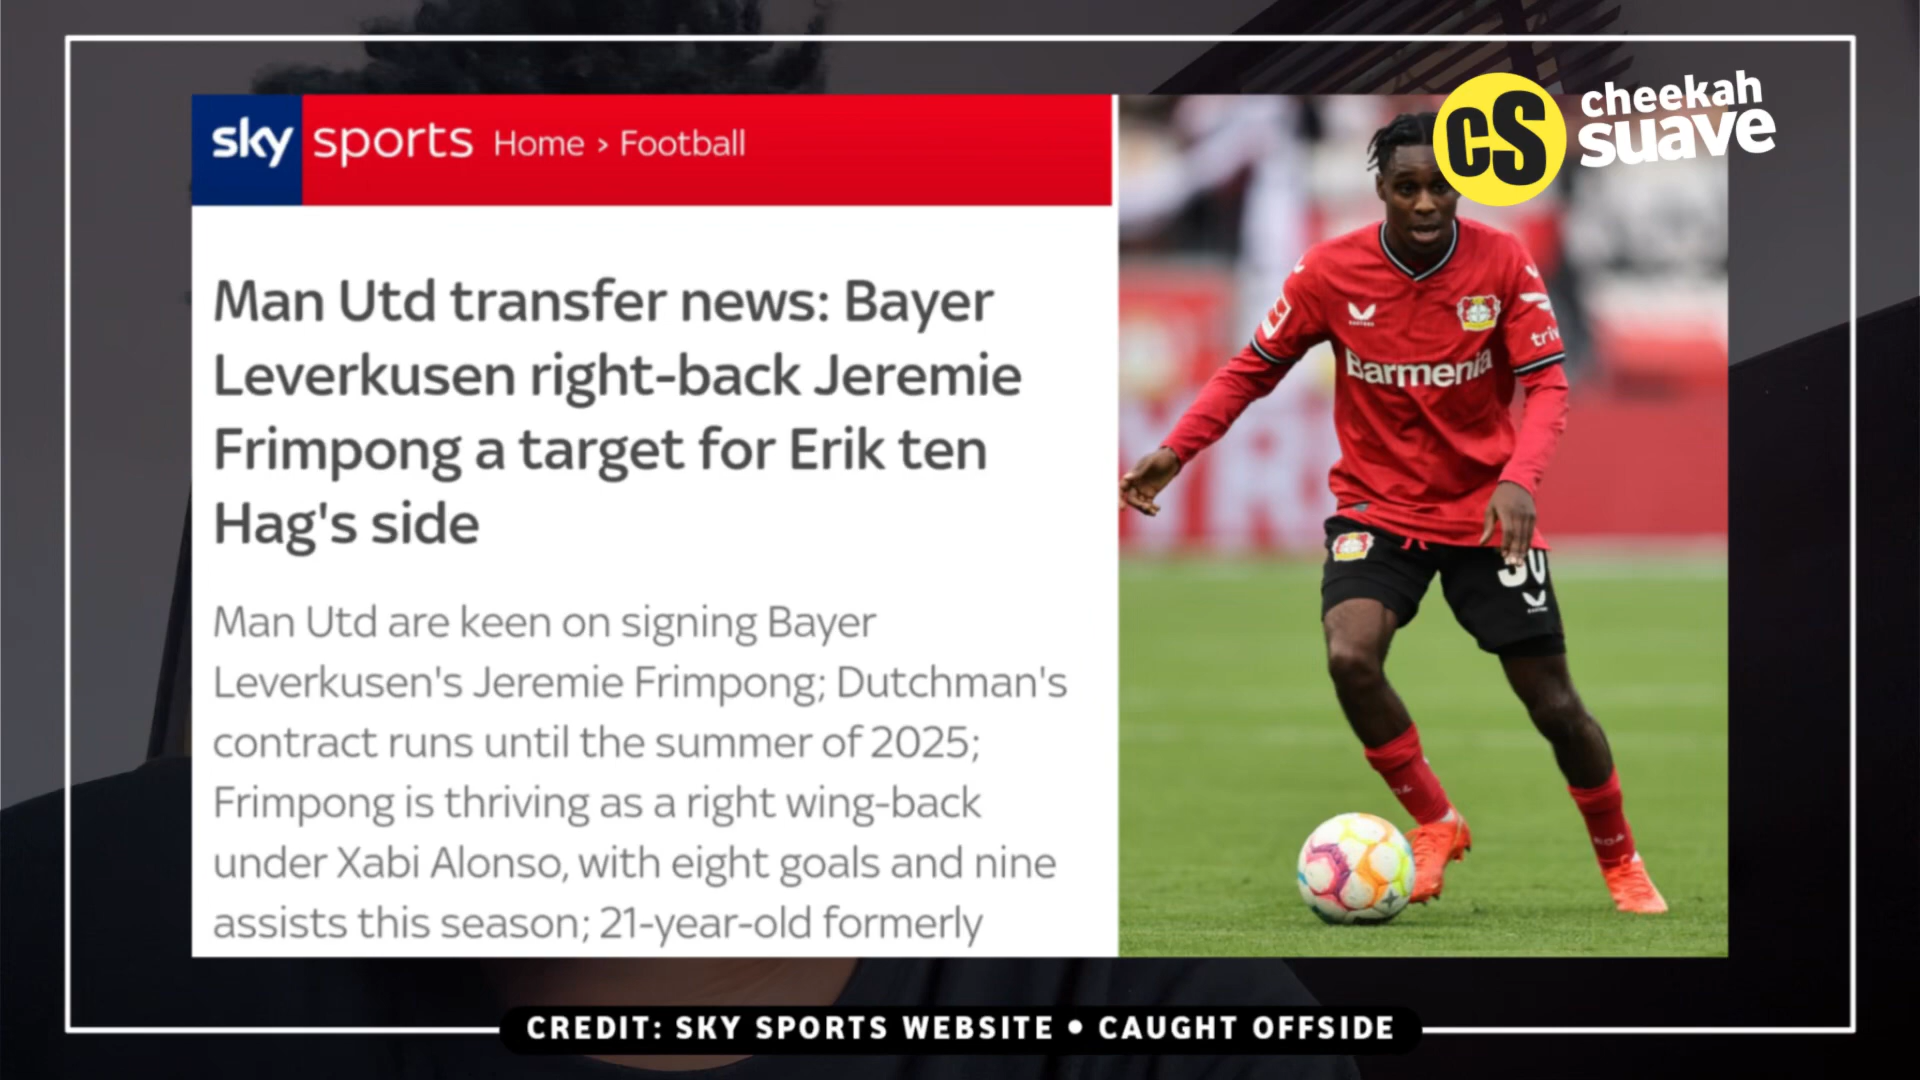 sky sports Home > Football
cs cheekah
suave
Man Utd transfer news: Bayer
Leverkusen right-back Jeremie
Frimpong a target for Erik ten
Hag's side
Man Utd are keen on signing Bayer
Leverkusen's Jeremie Frimpong; Dutchman's
contract runs until the summer of 2025;
Frimpong is thriving as a right wing-back
under Xabi Alonso, with eight goals and nine
assists this season; 21-year-old formerly
Barmenia
30
CREDIT: SKY SPORTS WEBSITE • CAUGHT OFFSIDE